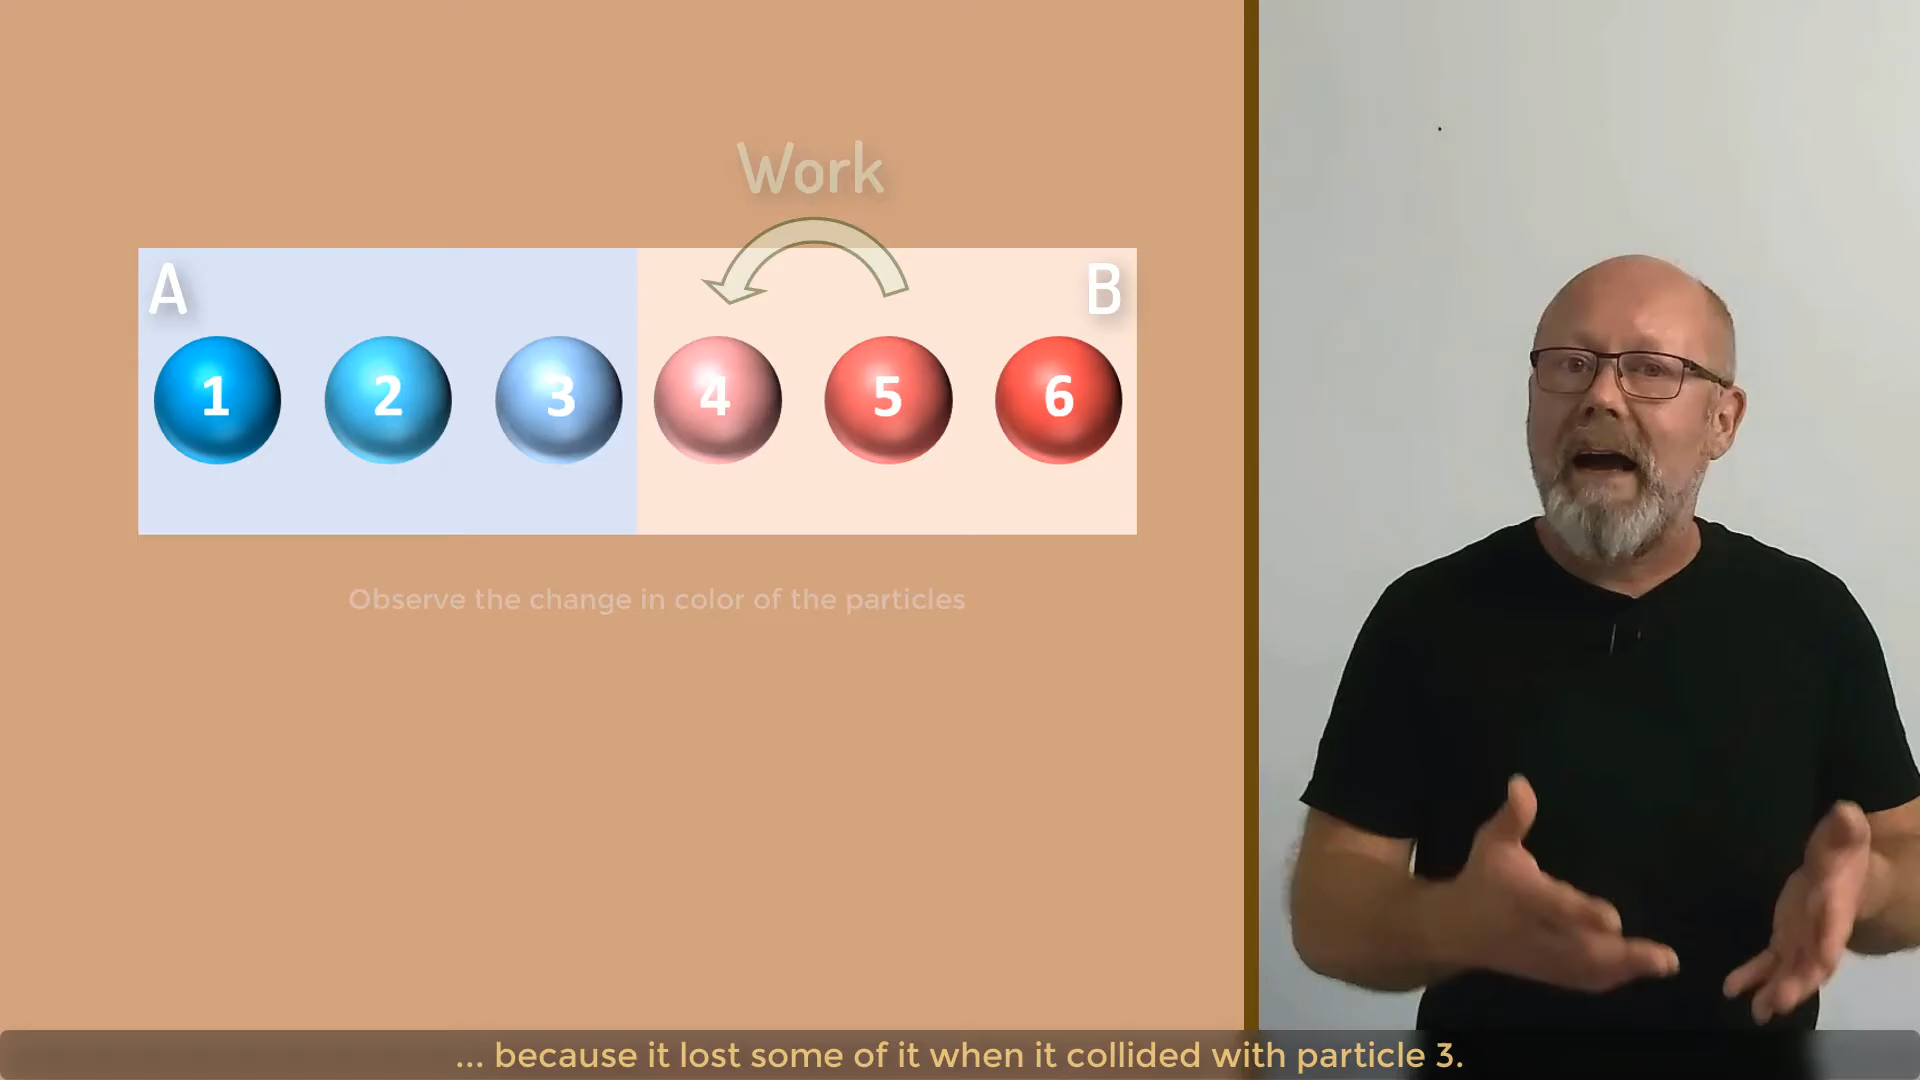 Work
A
B
1 2 3 4 5 6
Observe the change in color of the particles
... because it lost some of it when it collided with particle 3.